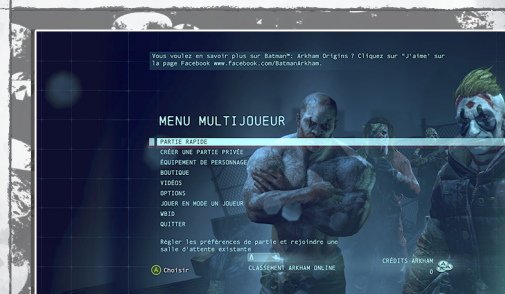 Vous voulez en savoir plus sur Batman™: Arkham Origins ? Cliquez sur "J'aime' sur
la page Facebook www.facebook.com/BatmanArkham.
MENU MULTIJOUEUR
PARTIE RAPIDE
CRÉER UNE PARTIE PRIVÉE
ÉQUIPEMENT DE PERSONNAGE
BOUTIQUE
VIDÉOS
OPTIONS
JOUER EN MODE UN JOUEUR
WBID
QUITTER
Régler les préférences de partie et rejoindre une
salle d'attente existante
A Choisir
CLASSEMENT ARKHAM ONLINE
CRÉDITS ARKHAM
0